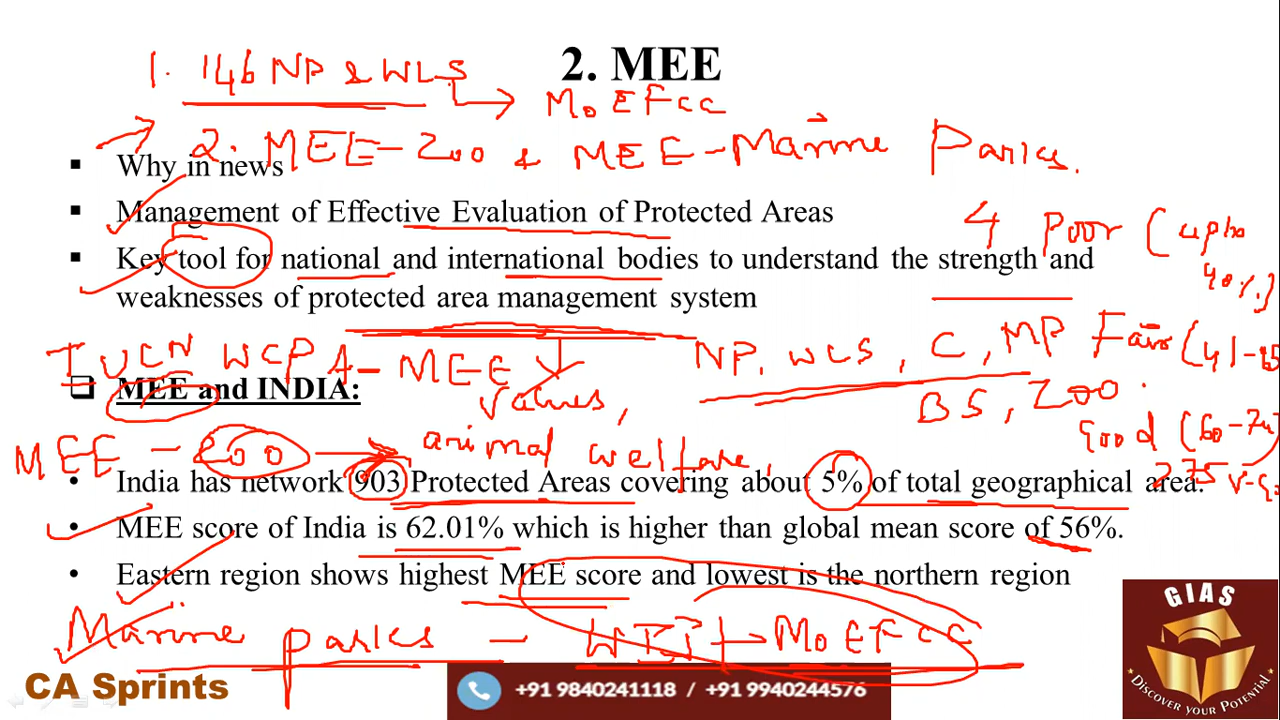 1. 146 NP & WLS
2. MEE
MoEFCC
2. MEE-Zoo & MEE-Marine Parks.
▪ Why in news
▪ Management of Effective Evaluation of Protected Areas
4 Poor (upto 40%)
▪ Key tool for national and international bodies to understand the strength and
weaknesses of protected area management system
IUCN WCPA - MEE
NP, WLS, C, MP
Fair (41-
❑ MEE and INDIA:
values,
BS, Zoo.
good (60-74)
MEE - Zoo → animal welfare,
• India has network 903 Protected Areas covering about 5% of total geographical area.
>75 V-
• MEE score of India is 62.01% which is higher than global mean score of 56%.
• Eastern region shows highest MEE score and lowest is the northern region
Marine parks - WII → MoEFCC
GIAS
DISCOVER YOUR POTENTIAL
CA Sprints
+91 9840241118 / +91 9940244576